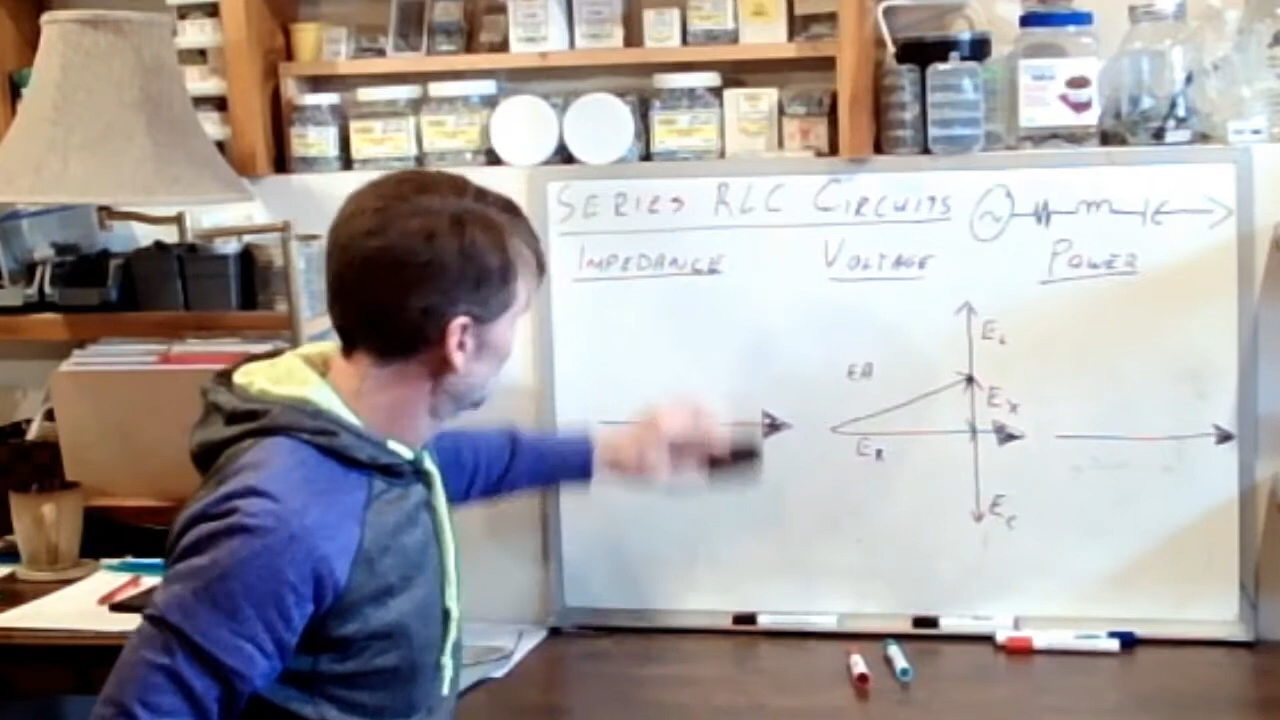 SERIES RLC CIRCUITS
IMPEDANCE VOLTAGE POWER
EL
EA
EX
ER
EC